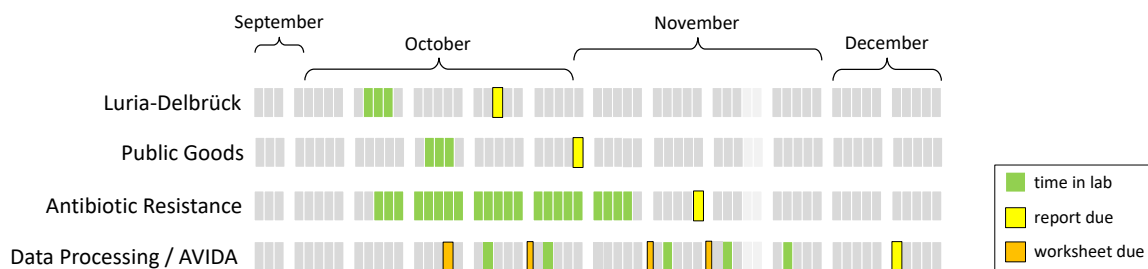 September
October
November
December
Luria-Delbrück
Public Goods
Antibiotic Resistance
Data Processing / AVIDA
time in lab
report due
worksheet due